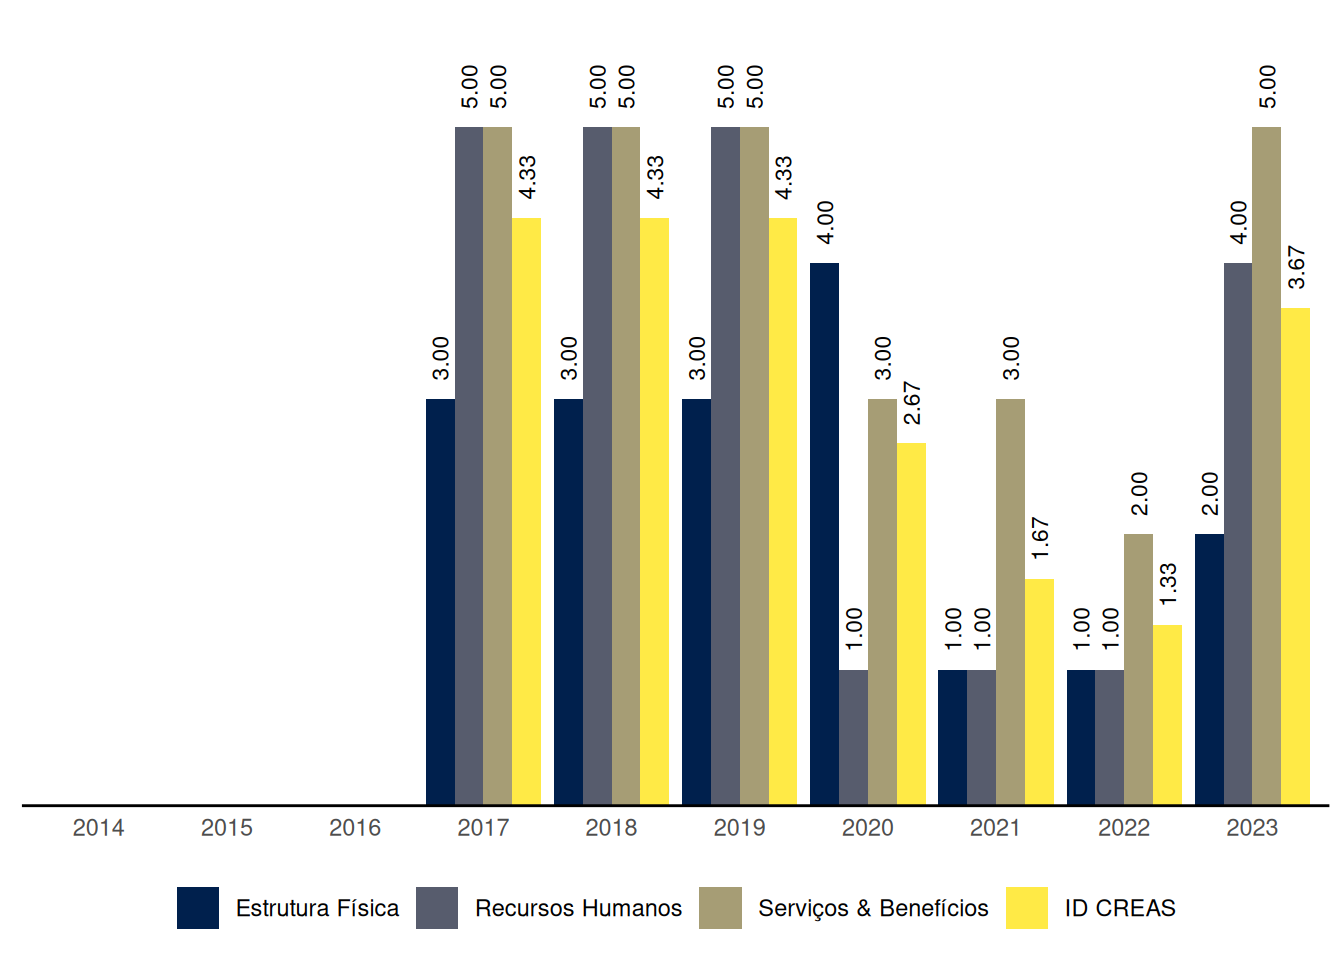 5.00 5.00 5.00 5.00 5.00 5.00 5.00
4.33 4.33 4.33
4.00 4.00
3.67
3.00 3.00 3.00 3.00 3.00
2.67
2.00 2.00
1.67
1.33
1.00 1.00 1.00 1.00 1.00
2014 2015 2016 2017 2018 2019 2020 2021 2022 2023
Estrutura Física Recursos Humanos Serviços & Benefícios ID CREAS